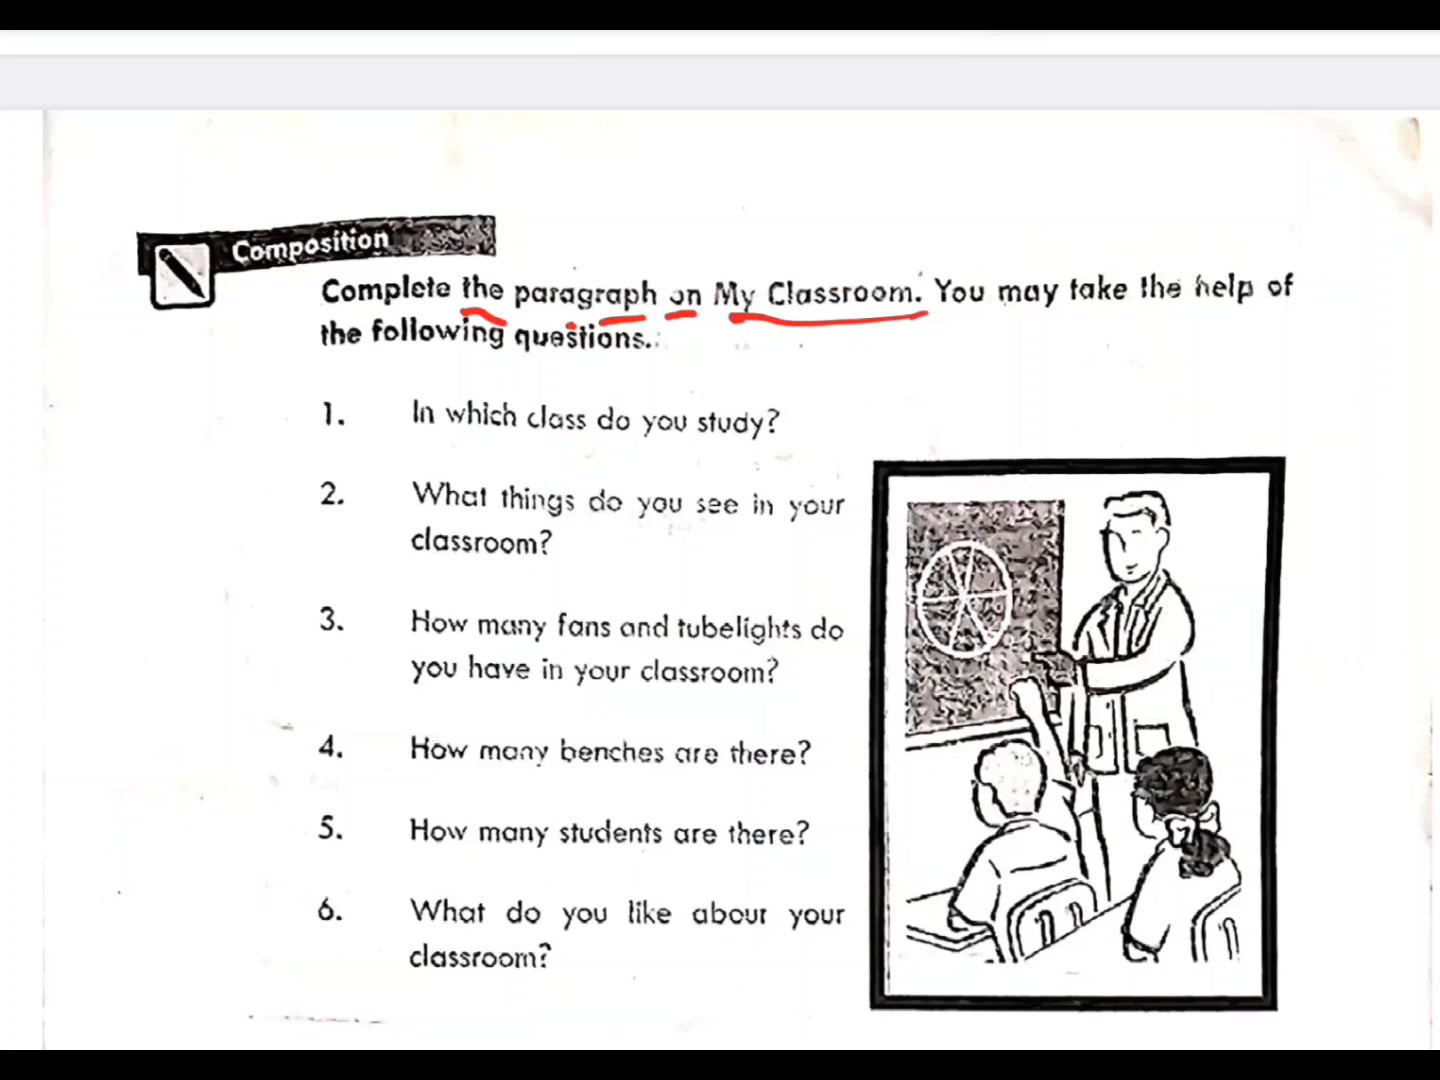 Composition
Complete the paragraph on My Classroom. You may take the help of
the following questions.
1. In which class do you study?
2. What things do you see in your
classroom?
3. How many fans and tubelights do
you have in your classroom?
4. How many benches are there?
5. How many students are there?
6. What do you like about your
classroom?